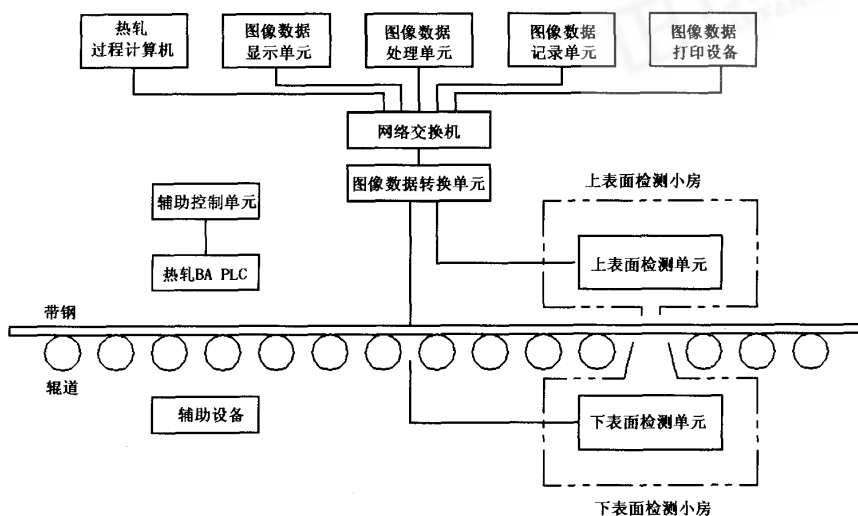 热轧
过程计算机
图像数据
显示单元
图像数据
处理单元
图像数据
记录单元
图像数据
打印设备
网络交换机
图像数据转换单元
上表面检测小房
辅助控制单元
上表面检测单元
热轧BA PLC
带钢
辊道
辅助设备
下表面检测单元
下表面检测小房